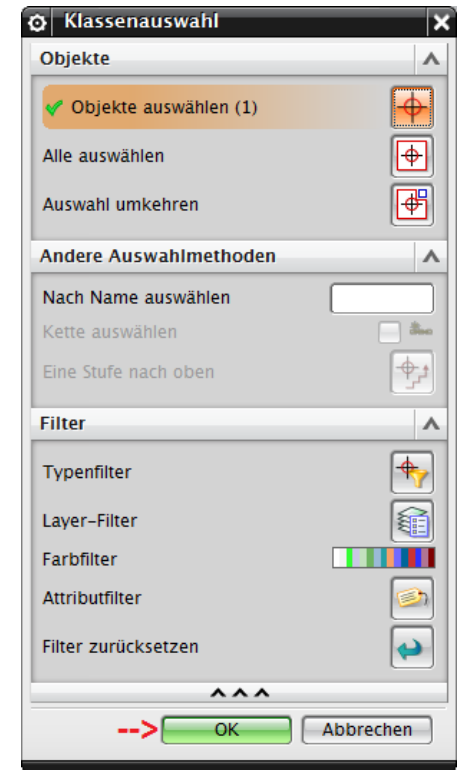 Klassenauswahl
Objekte
Objekte auswählen (1)
Alle auswählen
Auswahl umkehren
Andere Auswahlmethoden
Nach Name auswählen
Kette auswählen
Eine Stufe nach oben
Filter
Typenfilter
Layer-Filter
Farbfilter
Attributfilter
Filter zurücksetzen
--> OK Abbrechen